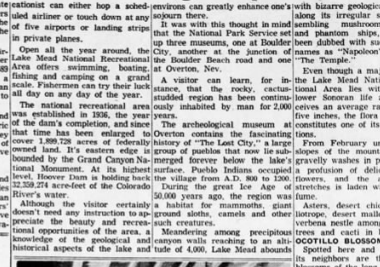 cationist can either hop a sched-
uled airliner or touch down at any
of five airports or landing strips
in private planes.
Open all the year around, the
Lake Mead National Recreational
Area offers swimming, boating,
fishing and camping on a grand
scale. Fishermen can try their luck
all day on any day of the year.
The national recreational area
was established in 1936, the year
of the dam's completion, and since
that time has been enlarged to
cover 1,899,728 acres of federally
owned land. It's eastern edge is
bounded by the Grand Canyon Na-
tional Monument. At its highest
level, Hoover Dam is holding back
32,359,274 acre-feet of the Colorado
River's water.
Although the visitor certainly
doesn't need any instruction to ap-
preciate the beauty and recrea-
tional opportunities of the area, a
knowledge of the geological and
historical aspects of the lake and
environs can greatly enhance one's
sojourn there.
It was with this thought in mind
that the National Park Service set
up three museums, one at Boulder
City, another at the junction of
the Boulder Beach road and one
at Overton, Nev.
A visitor can learn, for in-
stance, that the rocky, cactus-
studded region has been continu-
ously inhabited by man for 2,000
years.
The archeological museum at
Overton contains the fascinating
history of "The Lost City," a large
group of pueblos that now lie sub-
merged forever below the lake's
surface. Pueblo Indians occupied
the village from A.D. 800 to 1200.
During the great Ice Age of
50,000 years ago, the region was
a habitat for mammoths, giant
ground sloths, camels and other
such creatures.
Meandering among precipitous
canyon walls reaching to an alti-
tude of 4,000, Lake Mead abounds
with bizarre geologic
along its irregular s
sembling mushroom
and phantom ships,
been dubbed with su
names as "Napoleon'
"The Temple."
Even though a maj
the Lake Mead Natio
tional Area lies with
lower Sonoran life
ceives an average ra
five inches, the flora
constitutes one of its
tions.
From February un
slopes of the mount
gravelly washes in p
a profusion of delic
flowers, and the
stretches is laden wi
fume.
Asters, desert chic
liotrope, desert mallo
verbena nestle among
trees and cacti in
OCOTILLO BLOSSO
Spotted here and
its neighbors are t